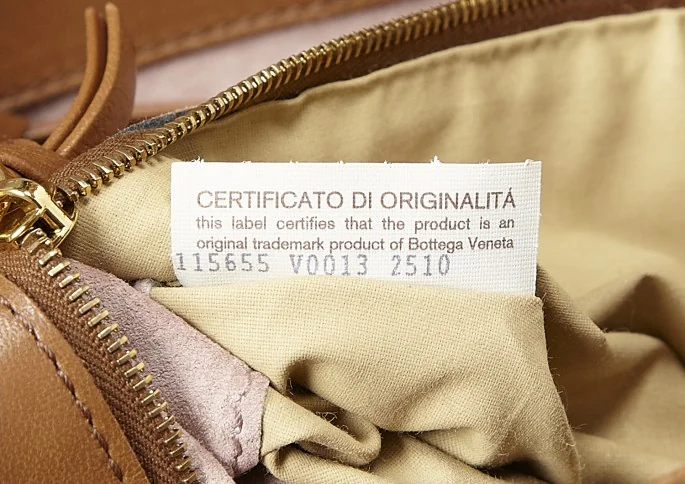 CERTIFICATO DI ORIGINALITÁ
this label certifies that the product is an
original trademark product of Bottega Veneta
115655 V0013 2510